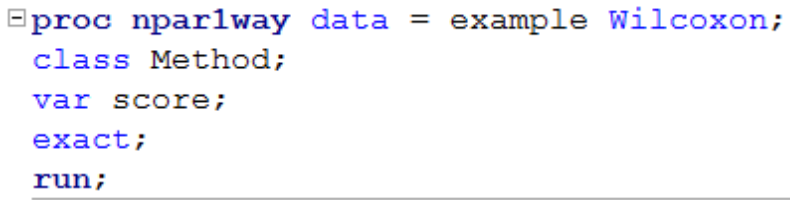 proc npar1way data = example Wilcoxon;
class Method;
var score;
exact;
run;